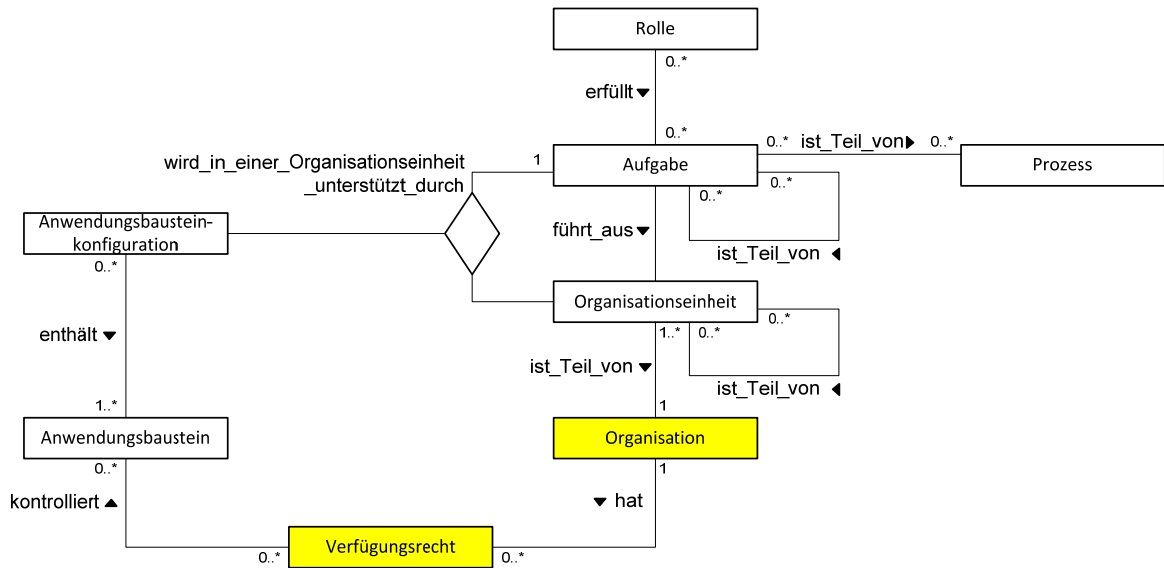 Rolle
0..*
erfüllt
0..*
0..*
ist_Teil_von
0..*
wird_in_einer_Organisationseinheit
_unterstützt_durch
1
Aufgabe
Prozess
0..*
0..*
Anwendungsbaustein-
konfiguration
führt_aus
ist_Teil_von
0..*
Organisationseinheit
enthält
1..*
0..*
0..*
ist_Teil_von
ist_Teil_von
1..*
1
Anwendungsbaustein
Organisation
0..*
1
kontrolliert
hat
0..*
Verfügungsrecht
0..*